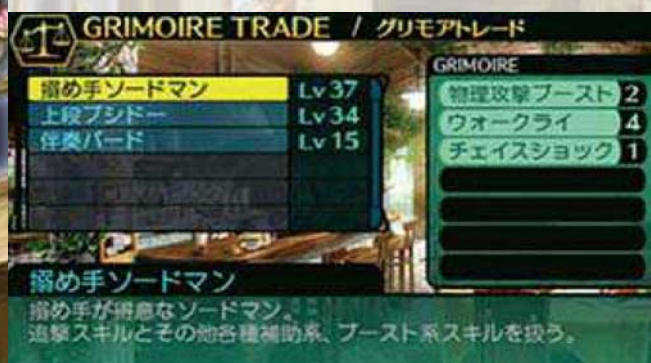 GRIMOIRE TRADE / グリモアトレード
搦め手ソードマン Lv 37
上段ブシドー Lv 34
伴奏バード Lv 15
GRIMOIRE
物理攻撃ブースト 2
ウォークライ 4
チェイスショック 1
搦め手ソードマン
搦め手が得意なソードマン。
追撃スキルとその他各種補助系、ブースト系スキルを扱う。